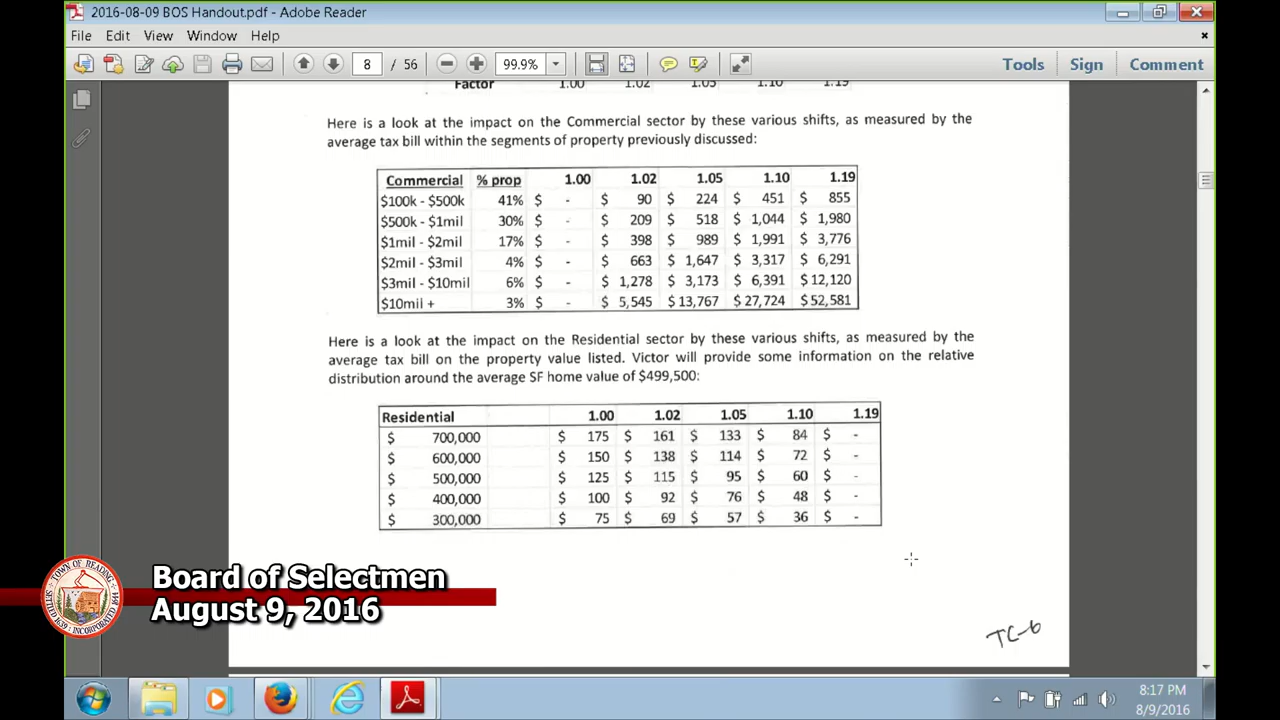 2016-08-09 BOS Handout.pdf - Adobe Reader
File Edit View Window Help
8 / 56 99.9% Tools Sign Comment
Factor 1.00 1.02 1.05 1.10 1.19
Here is a look at the impact on the Commercial sector by these various shifts, as measured by the
average tax bill within the segments of property previously discussed:
Commercial % prop 1.00 1.02 1.05 1.10 1.19
$100k - $500k 41% $ - $ 90 $ 224 $ 451 $ 855
$500k - $1mil 30% $ - $ 209 $ 518 $ 1,044 $ 1,980
$1mil - $2mil 17% $ - $ 398 $ 989 $ 1,991 $ 3,776
$2mil - $3mil 4% $ - $ 663 $ 1,647 $ 3,317 $ 6,291
$3mil - $10mil 6% $ - $ 1,278 $ 3,173 $ 6,391 $ 12,120
$10mil + 3% $ - $ 5,545 $ 13,767 $ 27,724 $ 52,581
Here is a look at the impact on the Residential sector by these various shifts, as measured by the
average tax bill on the property value listed. Victor will provide some information on the relative
distribution around the average SF home value of $499,500:
Residential 1.00 1.02 1.05 1.10 1.19
$ 700,000 $ 175 $ 161 $ 133 $ 84 $ -
$ 600,000 $ 150 $ 138 $ 114 $ 72 $ -
$ 500,000 $ 125 $ 115 $ 95 $ 60 $ -
$ 400,000 $ 100 $ 92 $ 76 $ 48 $ -
$ 300,000 $ 75 $ 69 $ 57 $ 36 $ -
TOWN OF READING
SETTLED 1639 INCORPORATED 1644
Board of Selectmen
August 9, 2016
TC-6
8:17 PM
8/9/2016